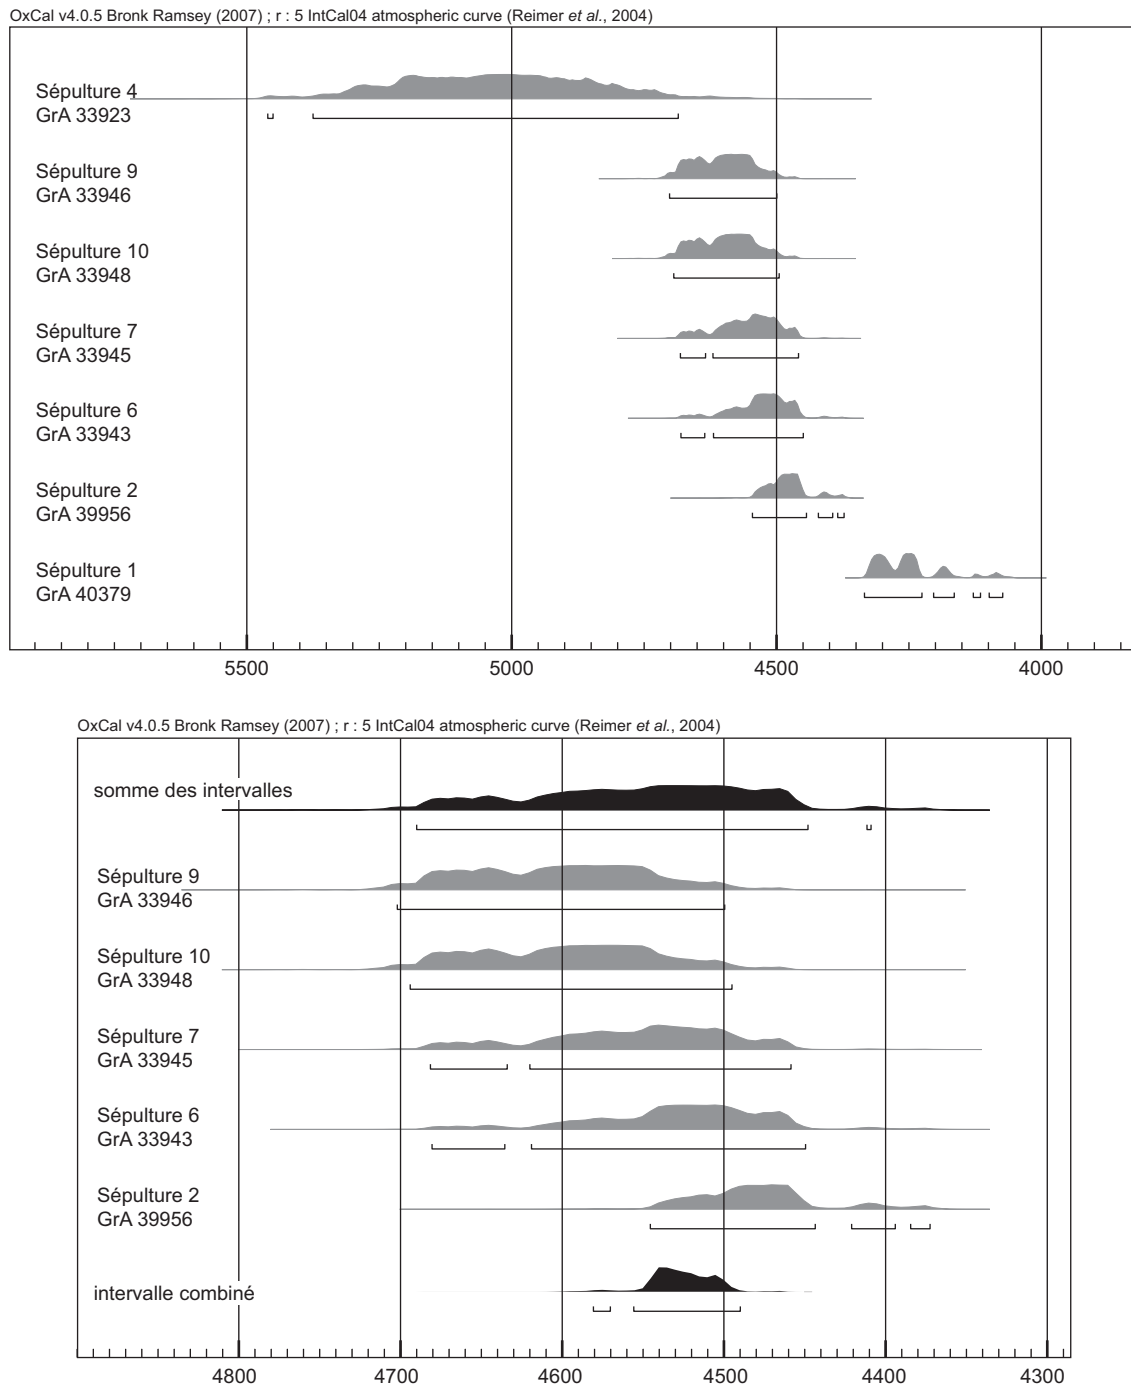 OxCal v4.0.5 Bronk Ramsey (2007) ; r : 5 IntCal04 atmospheric curve (Reimer et al., 2004)
Sépulture 4
GrA 33923
Sépulture 9
GrA 33946
Sépulture 10
GrA 33948
Sépulture 7
GrA 33945
Sépulture 6
GrA 33943
Sépulture 2
GrA 39956
Sépulture 1
GrA 40379
5500 5000 4500 4000
OxCal v4.0.5 Bronk Ramsey (2007) ; r : 5 IntCal04 atmospheric curve (Reimer et al., 2004)
somme des intervalles
Sépulture 9
GrA 33946
Sépulture 10
GrA 33948
Sépulture 7
GrA 33945
Sépulture 6
GrA 33943
Sépulture 2
GrA 39956
intervalle combiné
4800 4700 4600 4500 4400 4300